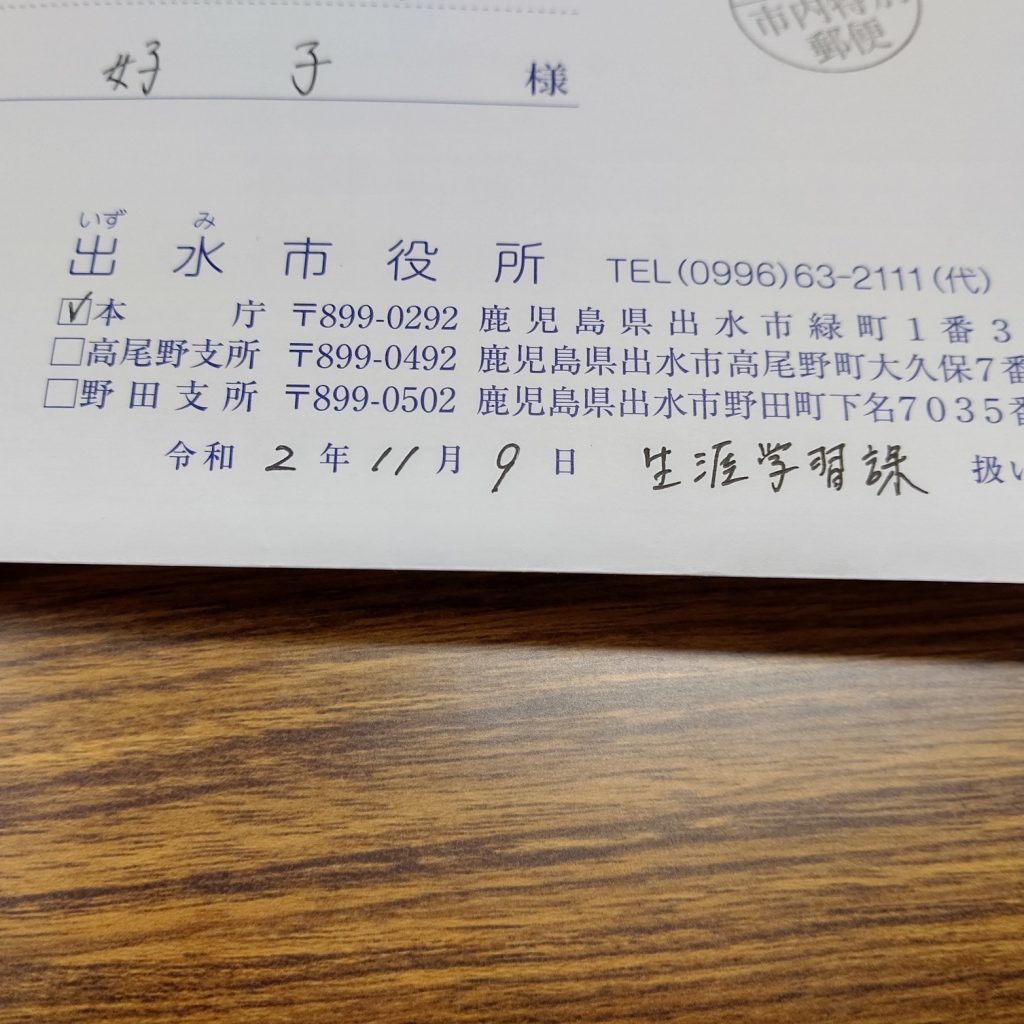 市内特別
郵便
好 子 様
いず み
出水市役所 TEL(0996)63-2111(代)
☑本庁 〒899-0292 鹿児島県出水市緑町1番3
□高尾野支所 〒899-0492 鹿児島県出水市高尾野町大久保7番
□野田支所 〒899-0502 鹿児島県出水市野田町下名7035番
令和 2 年 11 月 9 日 生涯学習課 扱い